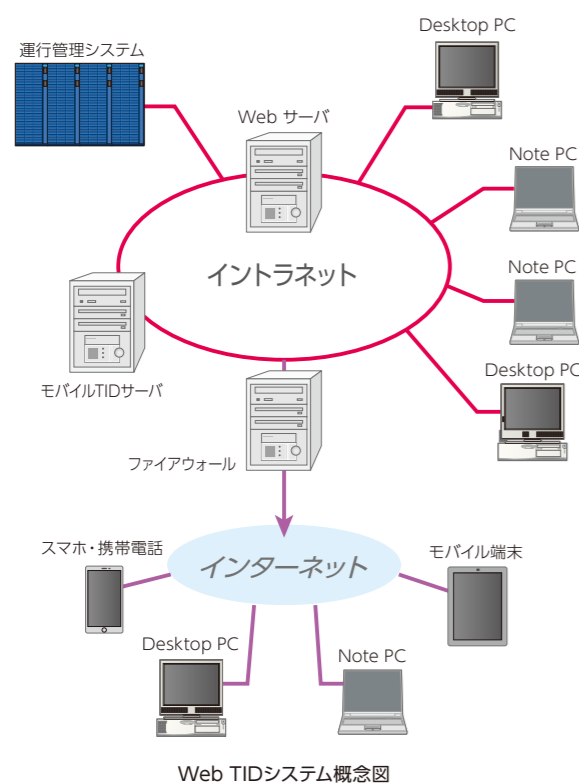 Desktop PC
運行管理システム
Web サーバ
Note PC
イントラネット
Note PC
Desktop PC
モバイルTIDサーバ
ファイアウォール
スマホ・携帯電話
インターネット
モバイル端末
Desktop PC
Note PC
Web TIDシステム概念図